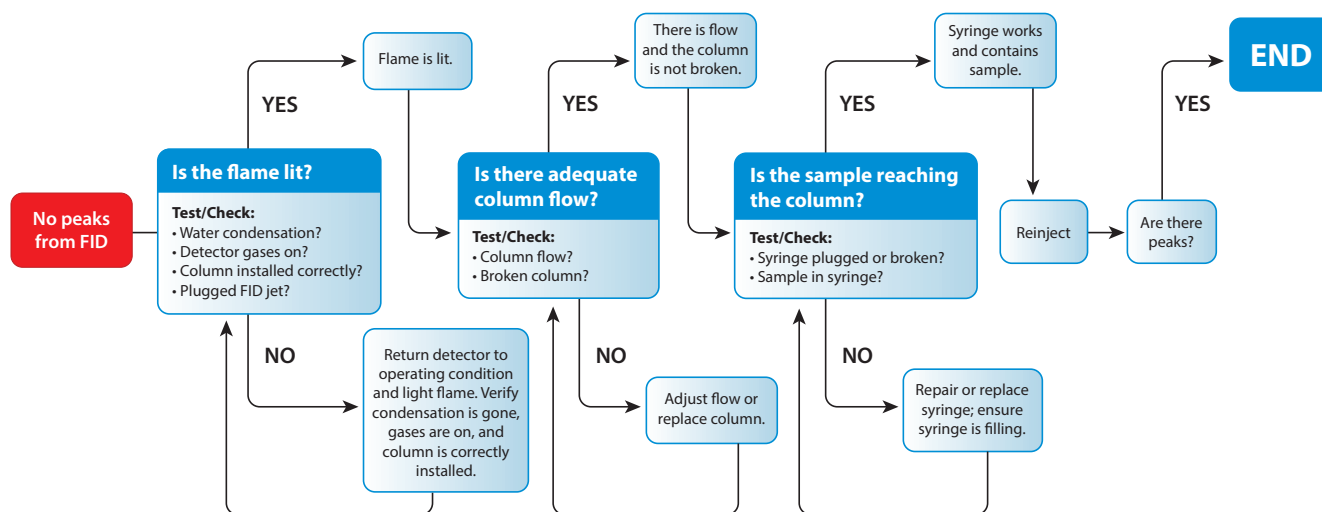 No peaks
from FID
Is the flame lit?
Test/Check:
• Water condensation?
• Detector gases on?
• Column installed correctly?
• Plugged FID jet?
YES
Flame is lit.
NO
Return detector to
operating condition
and light flame. Verify
condensation is gone,
gases are on, and
column is correctly
installed.
Is there adequate
column flow?
Test/Check:
• Column flow?
• Broken column?
YES
There is flow
and the column
is not broken.
NO
Adjust flow or
replace column.
Is the sample reaching
the column?
Test/Check:
• Syringe plugged or broken?
• Sample in syringe?
YES
Syringe works
and contains
sample.
NO
Repair or replace
syringe; ensure
syringe is filling.
Reinject
Are there
peaks?
YES
END